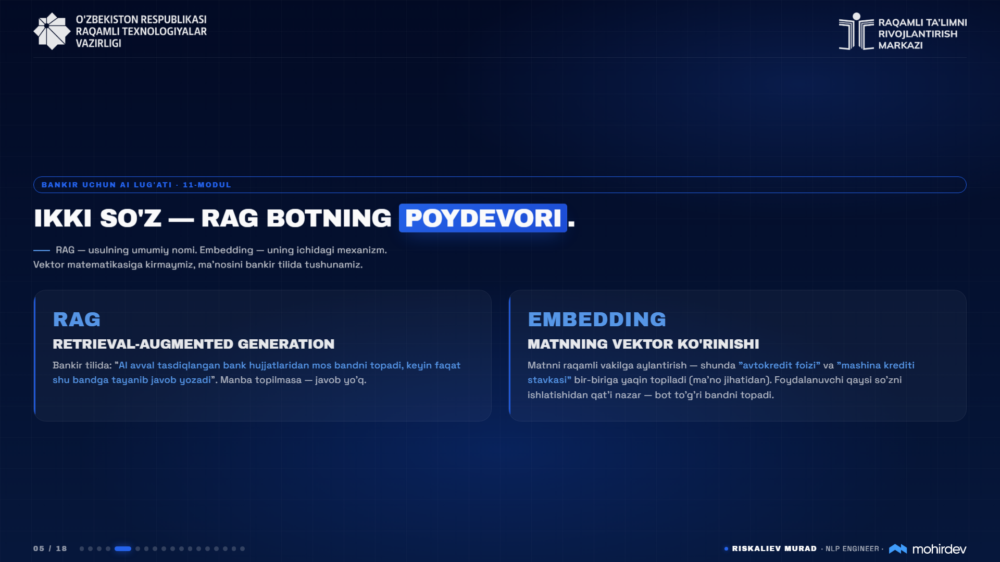 O'ZBEKISTON RESPUBLIKASI
RAQAMLI TEXNOLOGIYALAR
VAZIRLIGI
RAQAMLI TA’LIMNI
RIVOJLANTIRISH
MARKAZI
BANKIR UCHUN AI LUG'ATI · 11-MODUL
IKKI SO'Z — RAG BOTNING POYDEVORI.
RAG — usulning umumiy nomi. Embedding — uning ichidagi mexanizm.
Vektor matematikasiga kirmaymiz, ma’nosini bankir tilida tushunamiz.
RAG
RETRIEVAL-AUGMENTED GENERATION
Bankir tilida: ”AI avval tasdiqlangan bank hujjatlaridan mos bandni topadi, keyin faqat
shu bandga tayanib javob yozadi”. Manba topilmasa — javob yo’q.
EMBEDDING
MATNNING VEKTOR KO'RINISHI
Matnni raqamli vakilga aylantirish — shunda ”avtokredit foizi” va ”mashina krediti
stavkasi” bir-biriga yaqin topiladi (ma’no jihatidan). Foydalanuvchi qaysi so’zni
ishlatishidan qat’i nazar — bot to’g’ri bandni topadi.
05 / 18
RISKALIEV MURAD · NLP ENGINEER · mohirdev